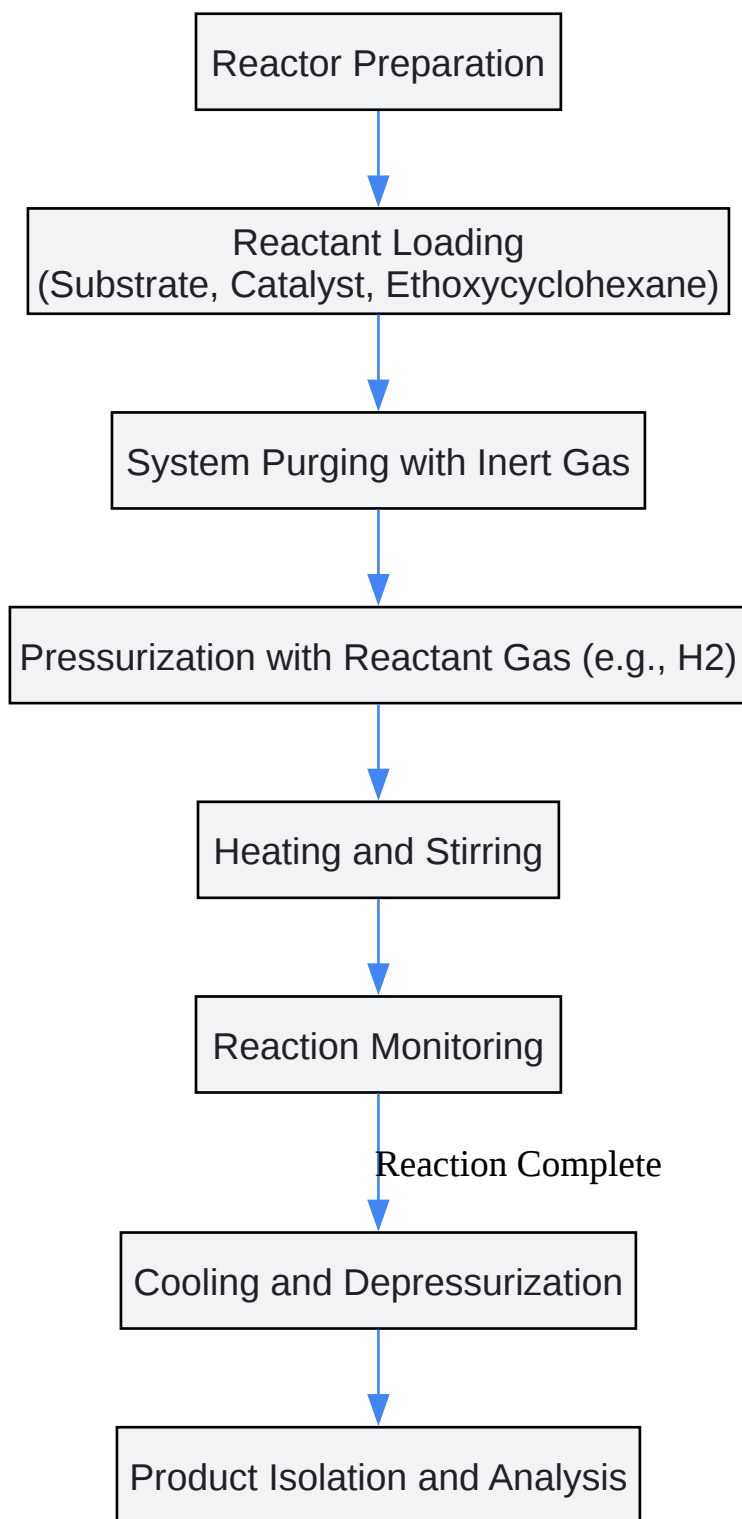 Reactor Preparation
Reactant Loading
(Substrate, Catalyst, Ethoxycyclohexane)
System Purging with Inert Gas
Pressurization with Reactant Gas (e.g., H2)
Heating and Stirring
Reaction Monitoring
Reaction Complete
Cooling and Depressurization
Product Isolation and Analysis